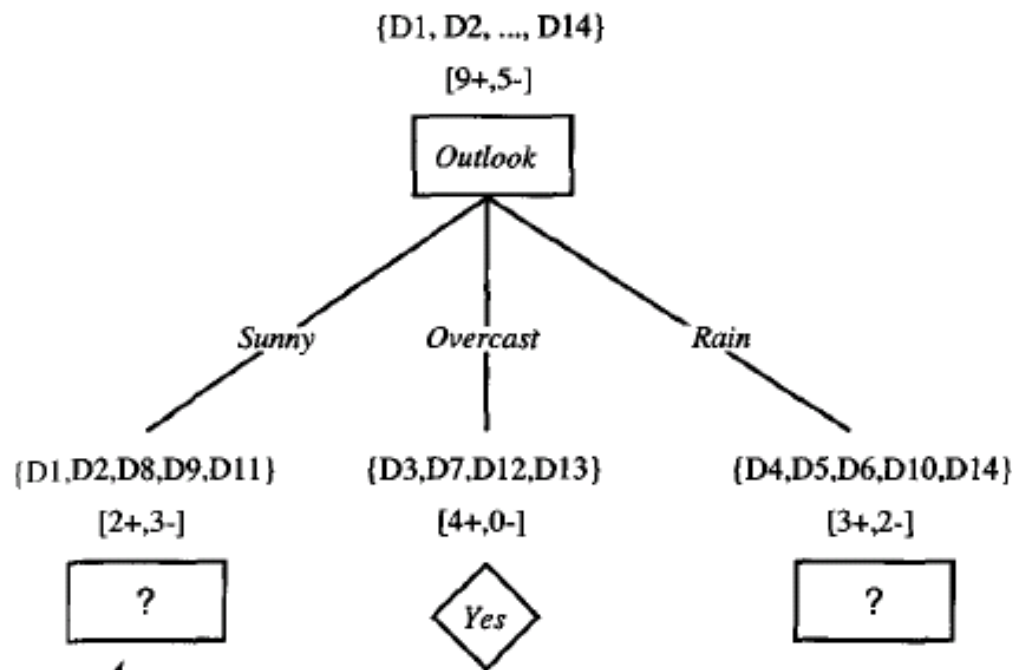 {D1, D2, ..., D14}
[9+,5-]
Outlook
Sunny Overcast Rain
{D1,D2,D8,D9,D11} {D3,D7,D12,D13} {D4,D5,D6,D10,D14}
[2+,3-] [4+,0-] [3+,2-]
? Yes ?